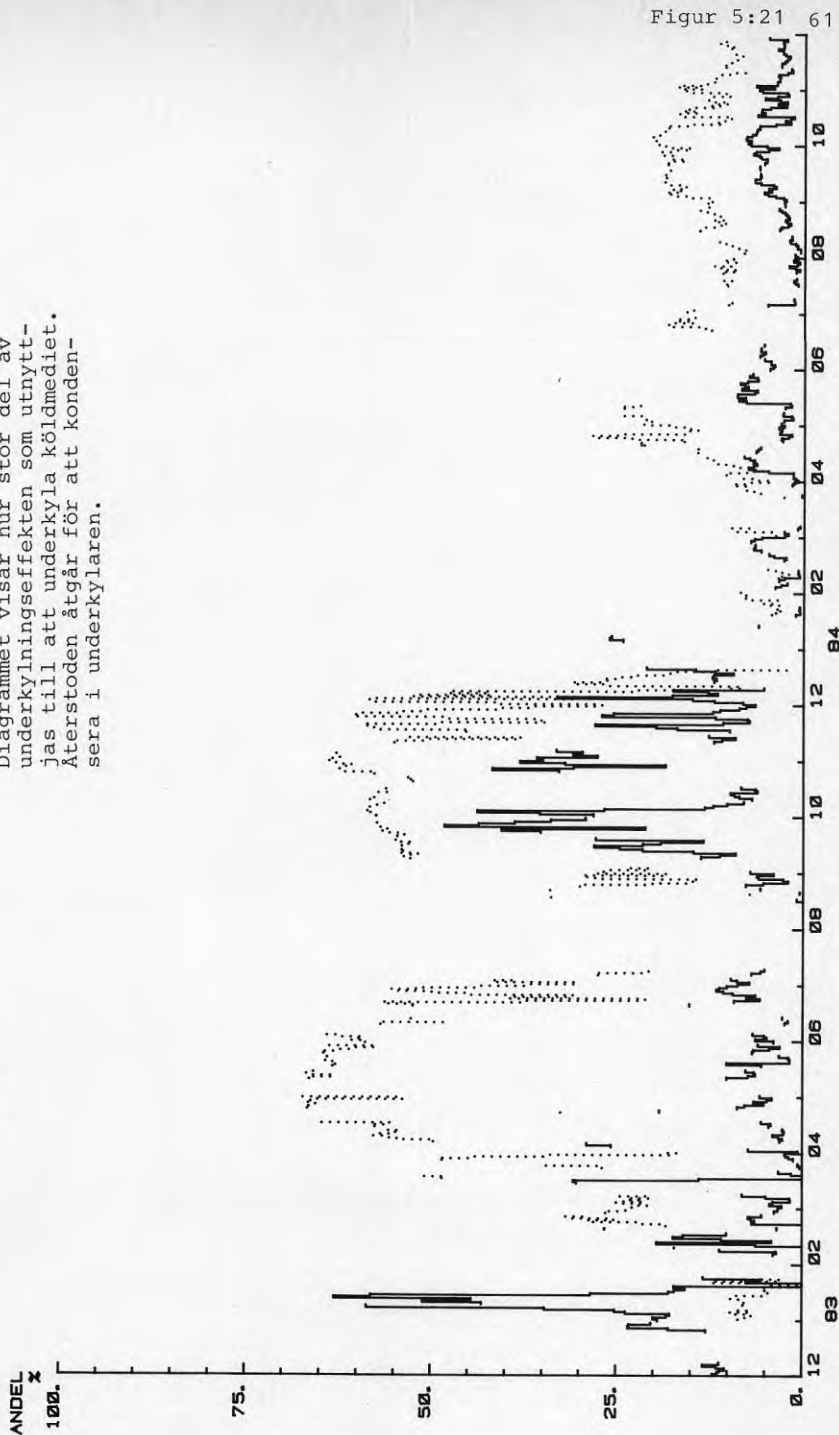 Figur 5:21 61
Diagrammet visar hur stor del av
underkylningseffekten som utnytt-
jas till att underkyla köldmediet.
Återstoden åtgår för att konden-
sera i underkylaren.
ANDEL
%
100.
75.
50.
25.
0.
12 02 04 06 08 10 12 02 04 06 08 10
83 84